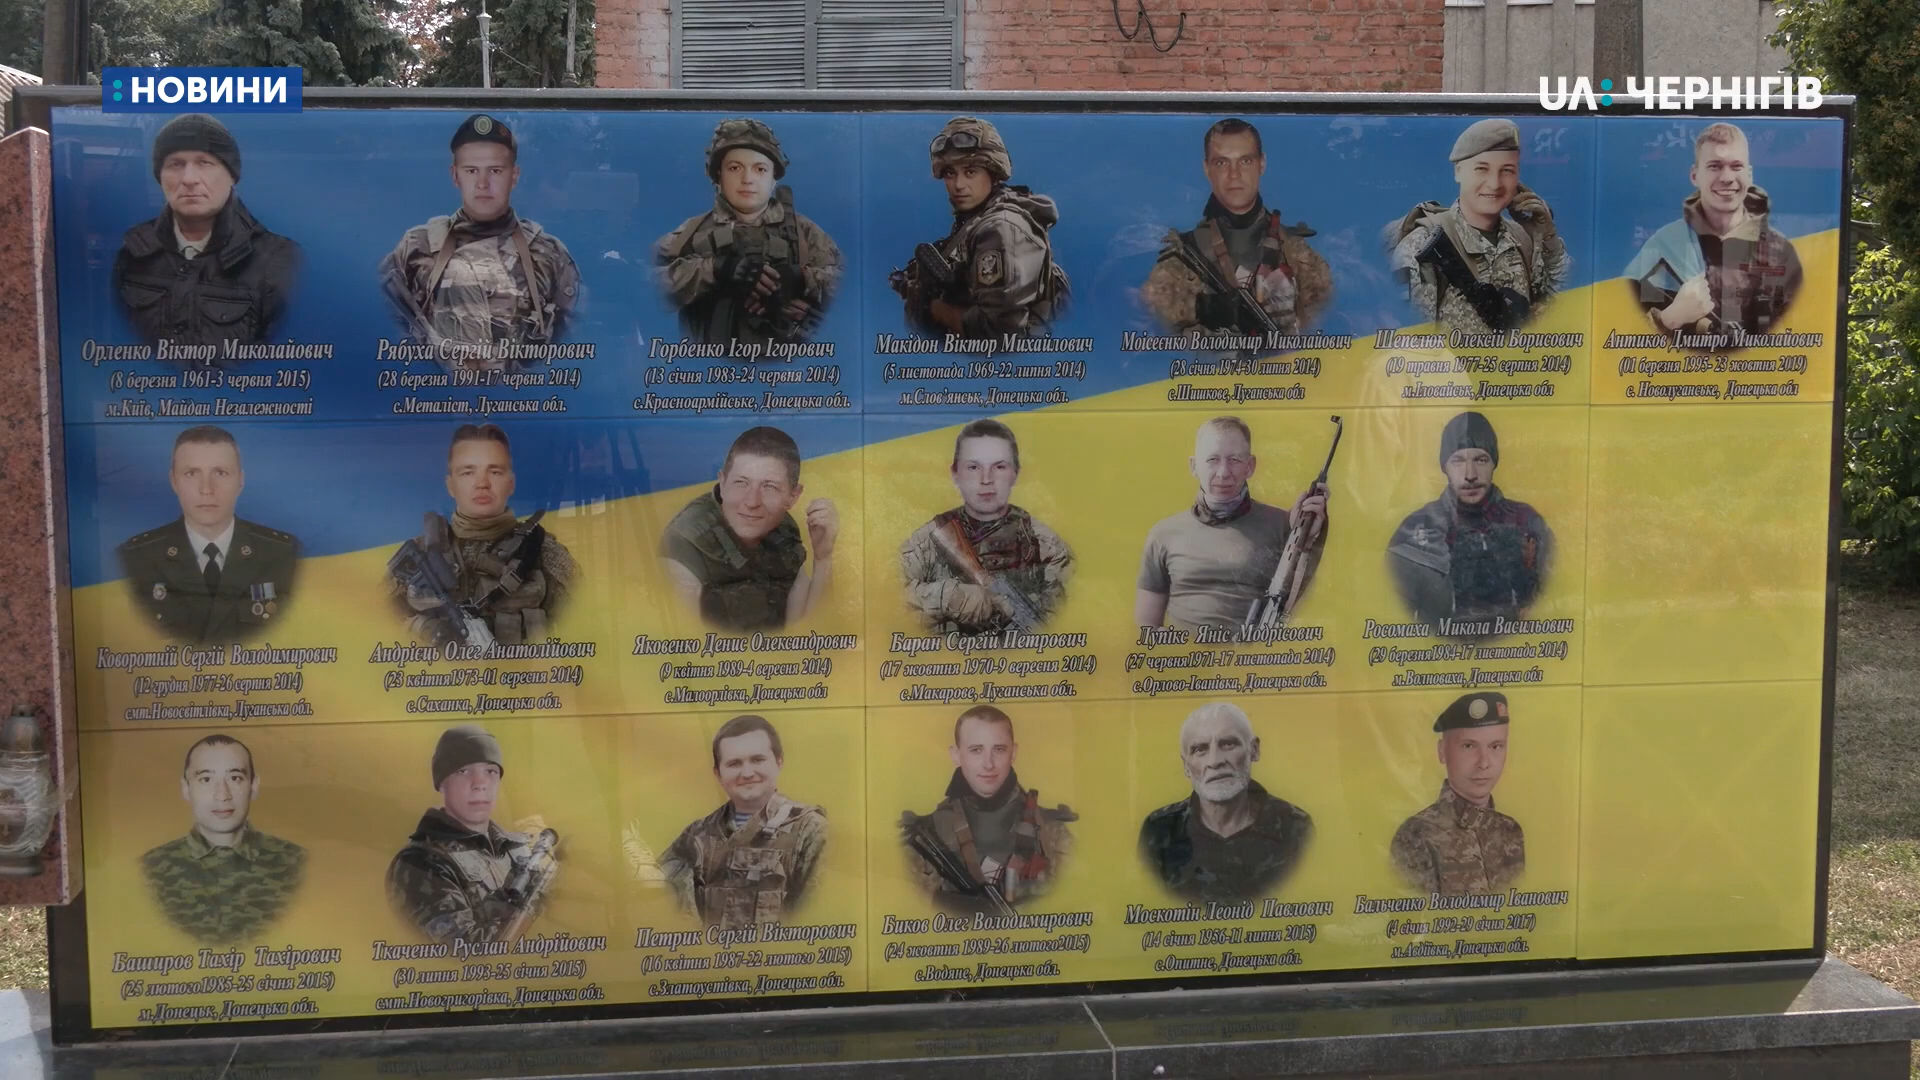 :НОВИНИ
UA: ЧЕРНІГІВ
Орленко Віктор Миколайович
(8 березня 1961-3 червня 2015)
м.Київ, Майдан Незалежності
Рябуха Сергій Вікторович
(28 березня 1991-17 червня 2014)
с.Металіст, Луганська обл.
Горбенко Ігор Ігорович
(13 січня 1983-24 червня 2014)
с.Красноармійське, Донецька обл.
Макідон Віктор Михайлович
(5 листопада 1969-22 липня 2014)
м.Слов'янськ, Донецька обл.
Моісеєнко Володимир Миколайович
(28 січня 1974-30 липня 2014)
с.Шишкове, Луганська обл
Шепелюк Олексій Борисович
(19 травня 1977-25 серпня 2014)
м.Іловайськ, Донецька обл
Антиков Дмитро Миколайович
(01 березня 1995- 23 жовтня 2019)
с. Новолуганське, Донецька обл
Коворотній Сергій Володимирович
(12 грудня 1977-26 серпня 2014)
смт.Новосвітлівка, Луганська обл.
Андрієць Олег Анатолійович
(23 квітня1973-01 вересня 2014)
с.Саханка, Донецька обл.
Яковенко Денис Олександрович
(9 квітня 1989-4 вересня 2014)
с.Малоорлівка, Донецька обл
Баран Сергій Петрович
(17 жовтня 1970-9 вересня 2014)
с.Макарове, Луганська обл.
Лупікс Яніс Модрісович
(27 червня1971-17 листопада 2014)
с.Орлово-Іванівка, Донецька обл.
Росомаха Микола Васильович
(29 березня1984-17 листопада 2014)
м.Волноваха, Донецька обл.
Баширов Тахір Тахірович
(25 лютого1985-25 січня 2015)
м.Донецьк, Донецька обл.
Ткаченко Руслан Андрійович
(30 липня 1993-25 січня 2015)
смт.Новогригорівка, Донецька обл.
Петрик Сергій Вікторович
(16 квітня 1987-22 лютого 2015)
с.Златоустівка, Донецька обл.
Биков Олег Володимирович
(24 жовтня 1989-26 лютого2015)
с.Водяне, Донецька обл.
Москотін Леонід Павлович
(14 січня 1956-11 липня 2015)
с.Опитне, Донецька обл.
Бальченко Володимир Іванович
(4 січня 1992-29 січня 2017)
м.Авдіївка, Донецька обл.